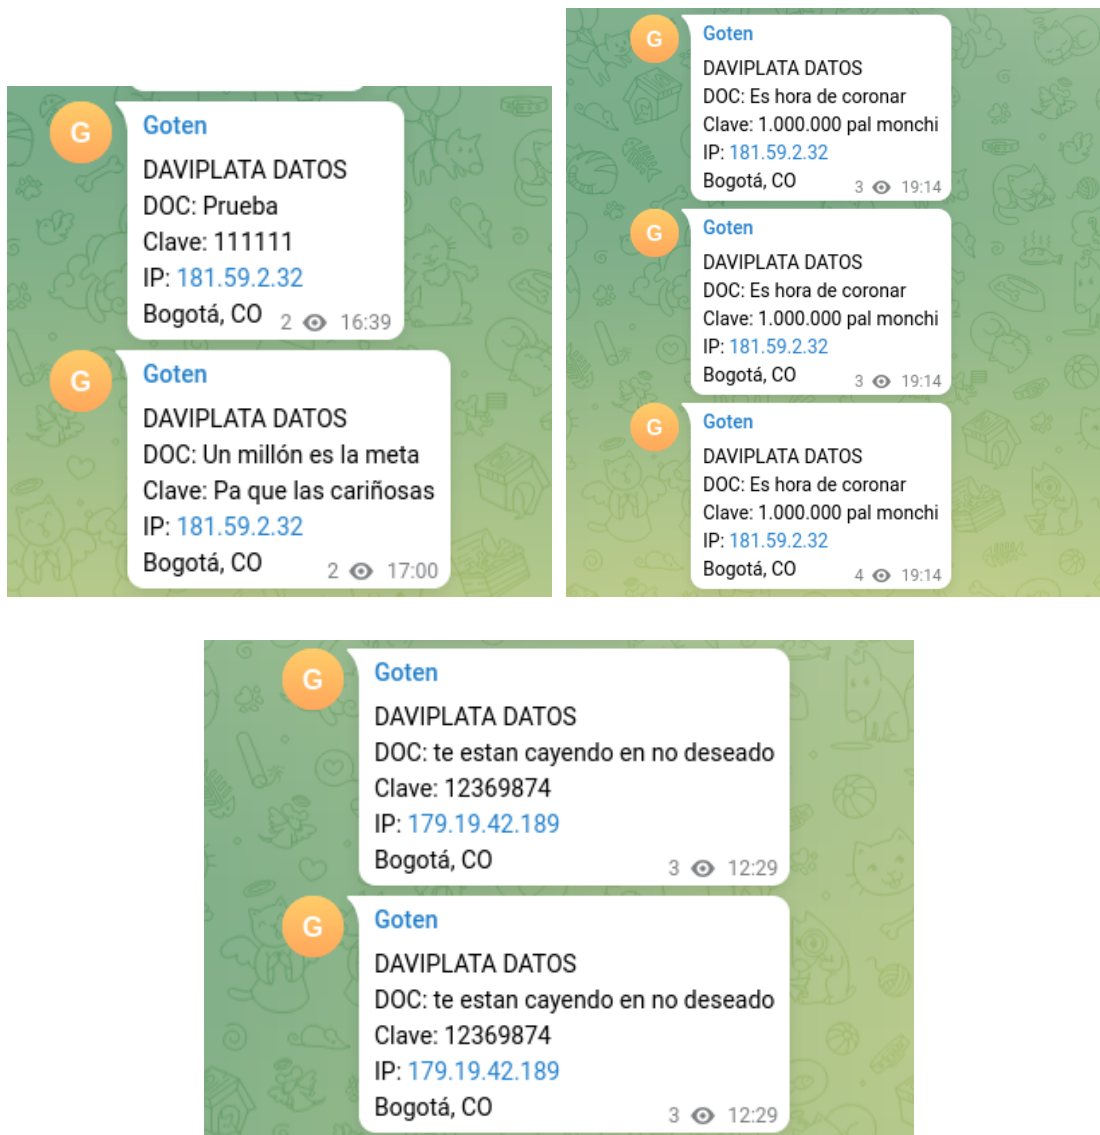 G
Goten
DAVIPLATA DATOS
DOC: Prueba
Clave: 111111
IP: 181.59.2.32
Bogotá, CO 2 16:39
G
Goten
DAVIPLATA DATOS
DOC: Un millón es la meta
Clave: Pa que las cariñosas
IP: 181.59.2.32
Bogotá, CO 2 17:00
G
Goten
DAVIPLATA DATOS
DOC: Es hora de coronar
Clave: 1.000.000 pal monchi
IP: 181.59.2.32
Bogotá, CO 3 19:14
G
Goten
DAVIPLATA DATOS
DOC: Es hora de coronar
Clave: 1.000.000 pal monchi
IP: 181.59.2.32
Bogotá, CO 3 19:14
G
Goten
DAVIPLATA DATOS
DOC: Es hora de coronar
Clave: 1.000.000 pal monchi
IP: 181.59.2.32
Bogotá, CO 4 19:14
G
Goten
DAVIPLATA DATOS
DOC: te estan cayendo en no deseado
Clave: 12369874
IP: 179.19.42.189
Bogotá, CO 3 12:29
G
Goten
DAVIPLATA DATOS
DOC: te estan cayendo en no deseado
Clave: 12369874
IP: 179.19.42.189
Bogotá, CO 3 12:29